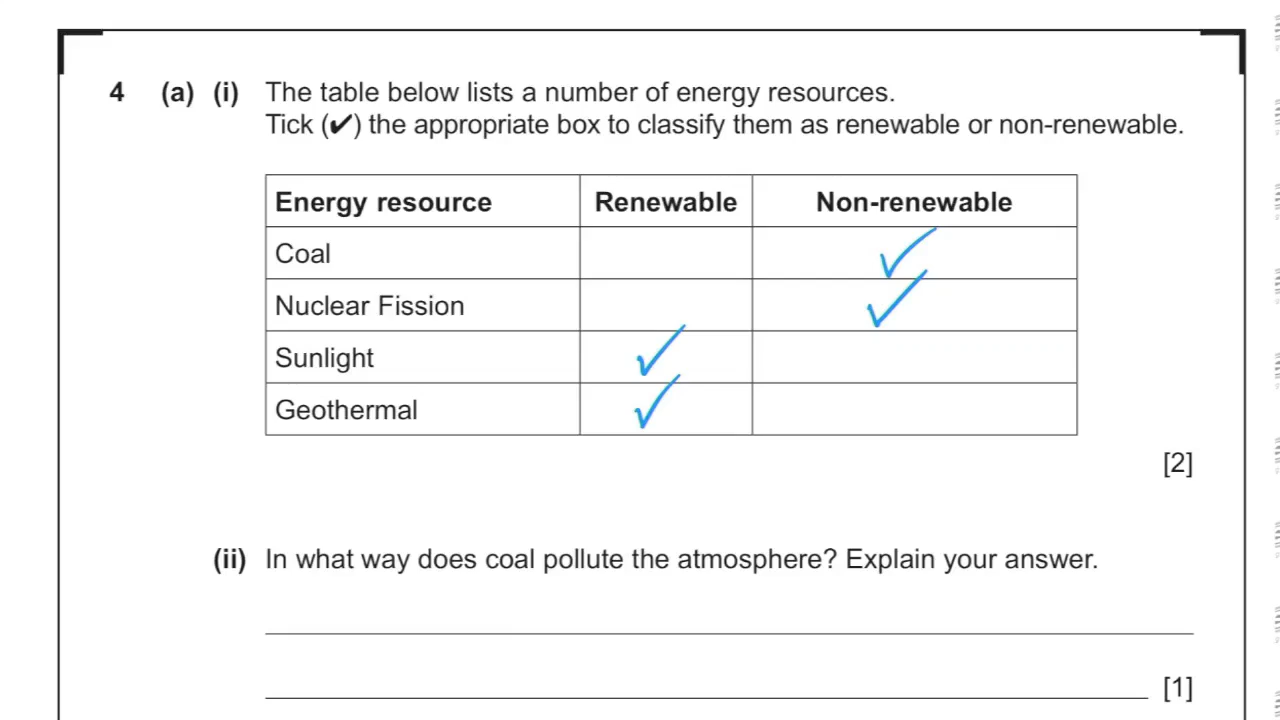 4 (a) (i) The table below lists a number of energy resources.
Tick (✔) the appropriate box to classify them as renewable or non-renewable.
Energy resource Renewable Non-renewable
Coal ✓
Nuclear Fission ✓
Sunlight ✓
Geothermal ✓
[2]
(ii) In what way does coal pollute the atmosphere? Explain your answer.
[1]